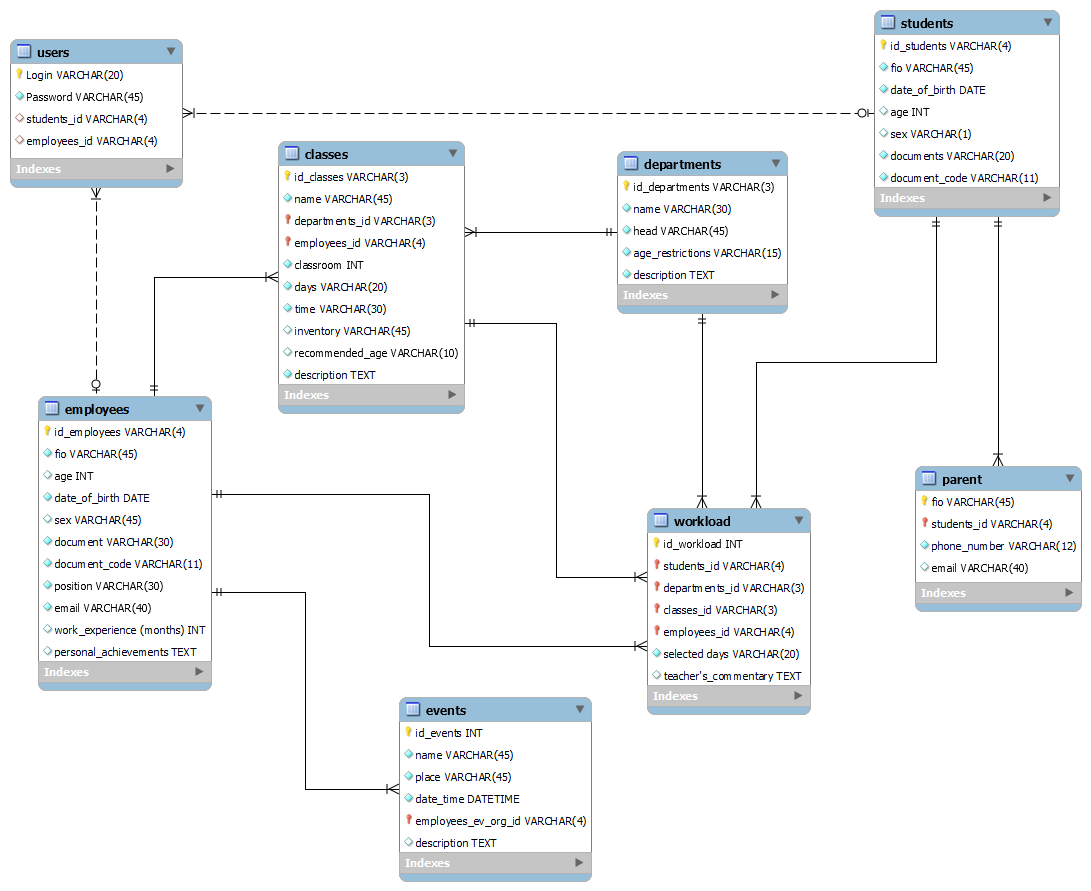 users
Login VARCHAR(20)
Password VARCHAR(45)
students_id VARCHAR(4)
employees_id VARCHAR(4)
Indexes
students
id_students VARCHAR(4)
fio VARCHAR(45)
date_of_birth DATE
age INT
sex VARCHAR(1)
documents VARCHAR(20)
document_code VARCHAR(11)
Indexes
classes
id_classes VARCHAR(3)
name VARCHAR(45)
departments_id VARCHAR(3)
employees_id VARCHAR(4)
classroom INT
days VARCHAR(20)
time VARCHAR(30)
inventory VARCHAR(45)
recommended_age VARCHAR(10)
description TEXT
Indexes
departments
id_departments VARCHAR(3)
name VARCHAR(30)
head VARCHAR(45)
age_restrictions VARCHAR(15)
description TEXT
Indexes
employees
id_employees VARCHAR(4)
fio VARCHAR(45)
age INT
date_of_birth DATE
sex VARCHAR(45)
document VARCHAR(30)
document_code VARCHAR(11)
position VARCHAR(30)
email VARCHAR(40)
work_experience (months) INT
personal_achievements TEXT
Indexes
workload
id_workload INT
students_id VARCHAR(4)
departments_id VARCHAR(3)
classes_id VARCHAR(3)
employees_id VARCHAR(4)
selected days VARCHAR(20)
teacher's_commentary TEXT
Indexes
parent
fio VARCHAR(45)
students_id VARCHAR(4)
phone_number VARCHAR(12)
email VARCHAR(40)
Indexes
events
id_events INT
name VARCHAR(45)
place VARCHAR(45)
date_time DATETIME
employees_ev_org_id VARCHAR(4)
description TEXT
Indexes